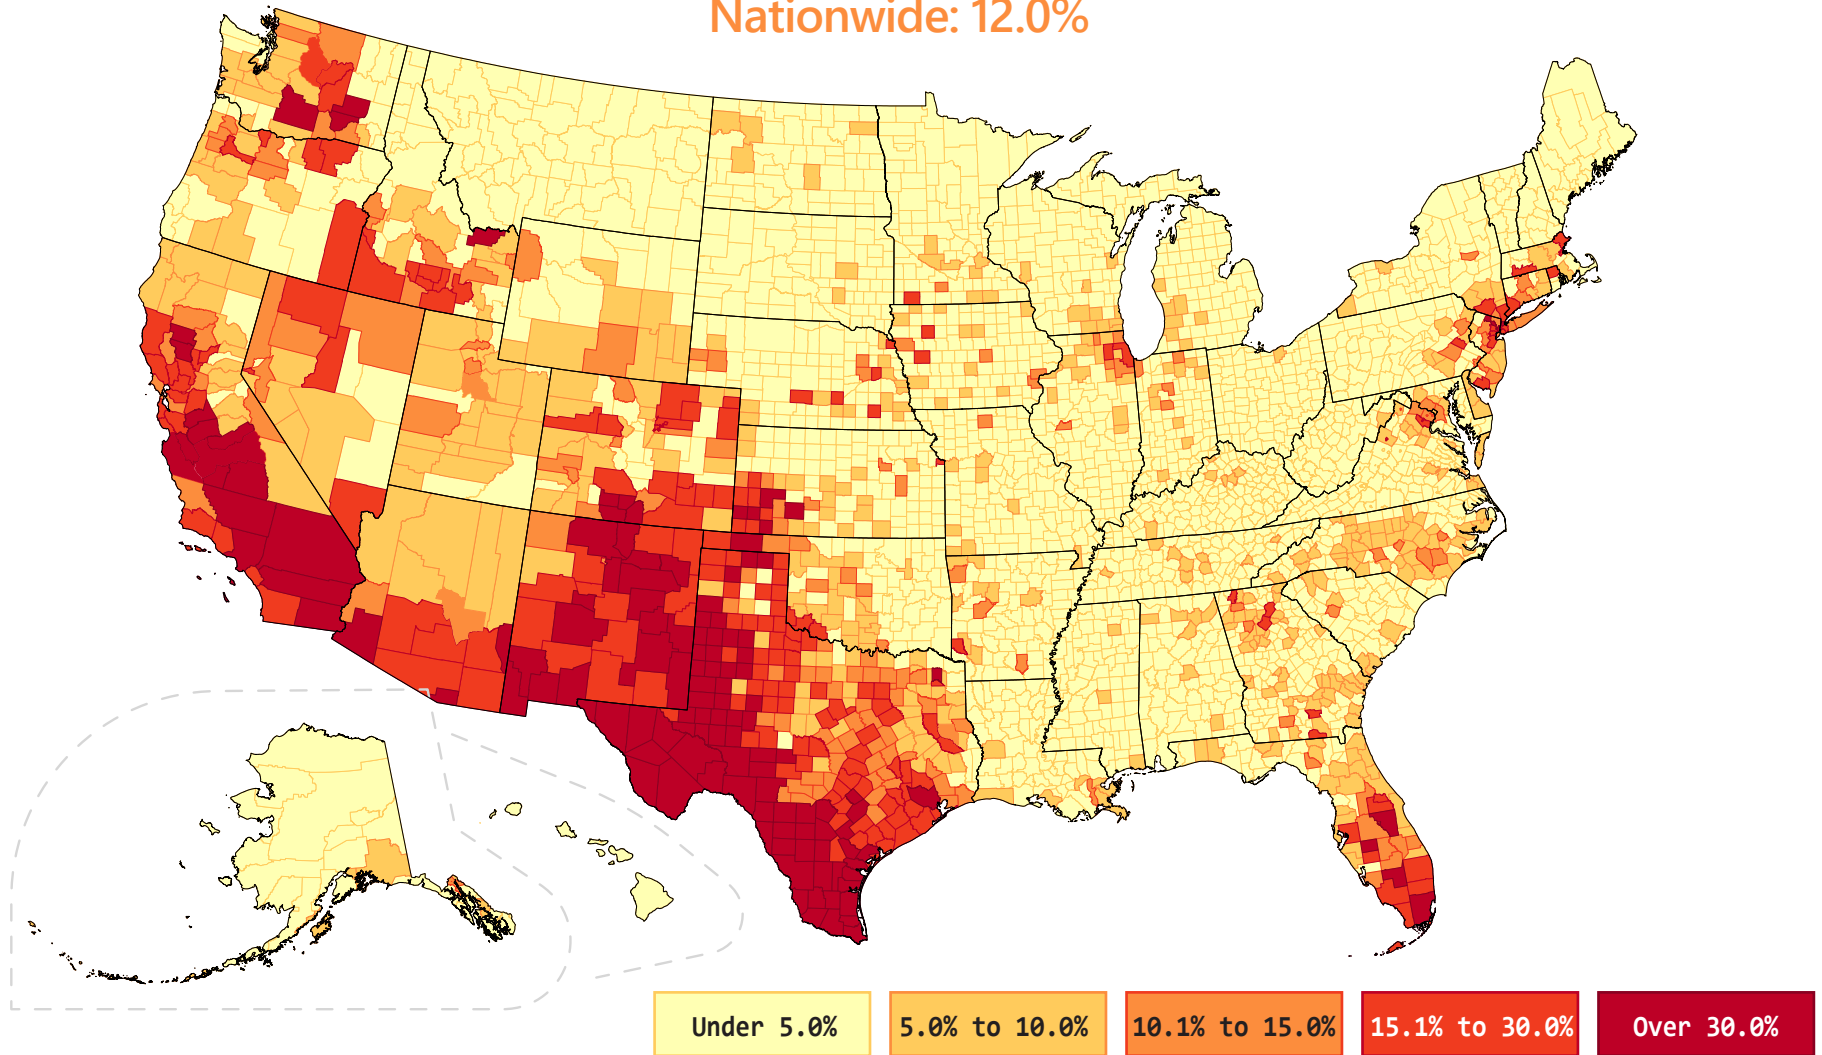 Nationwide: 12.0%
Under 5.0%
5.0% to 10.0%
10.1% to 15.0%
15.1% to 30.0%
Over 30.0%